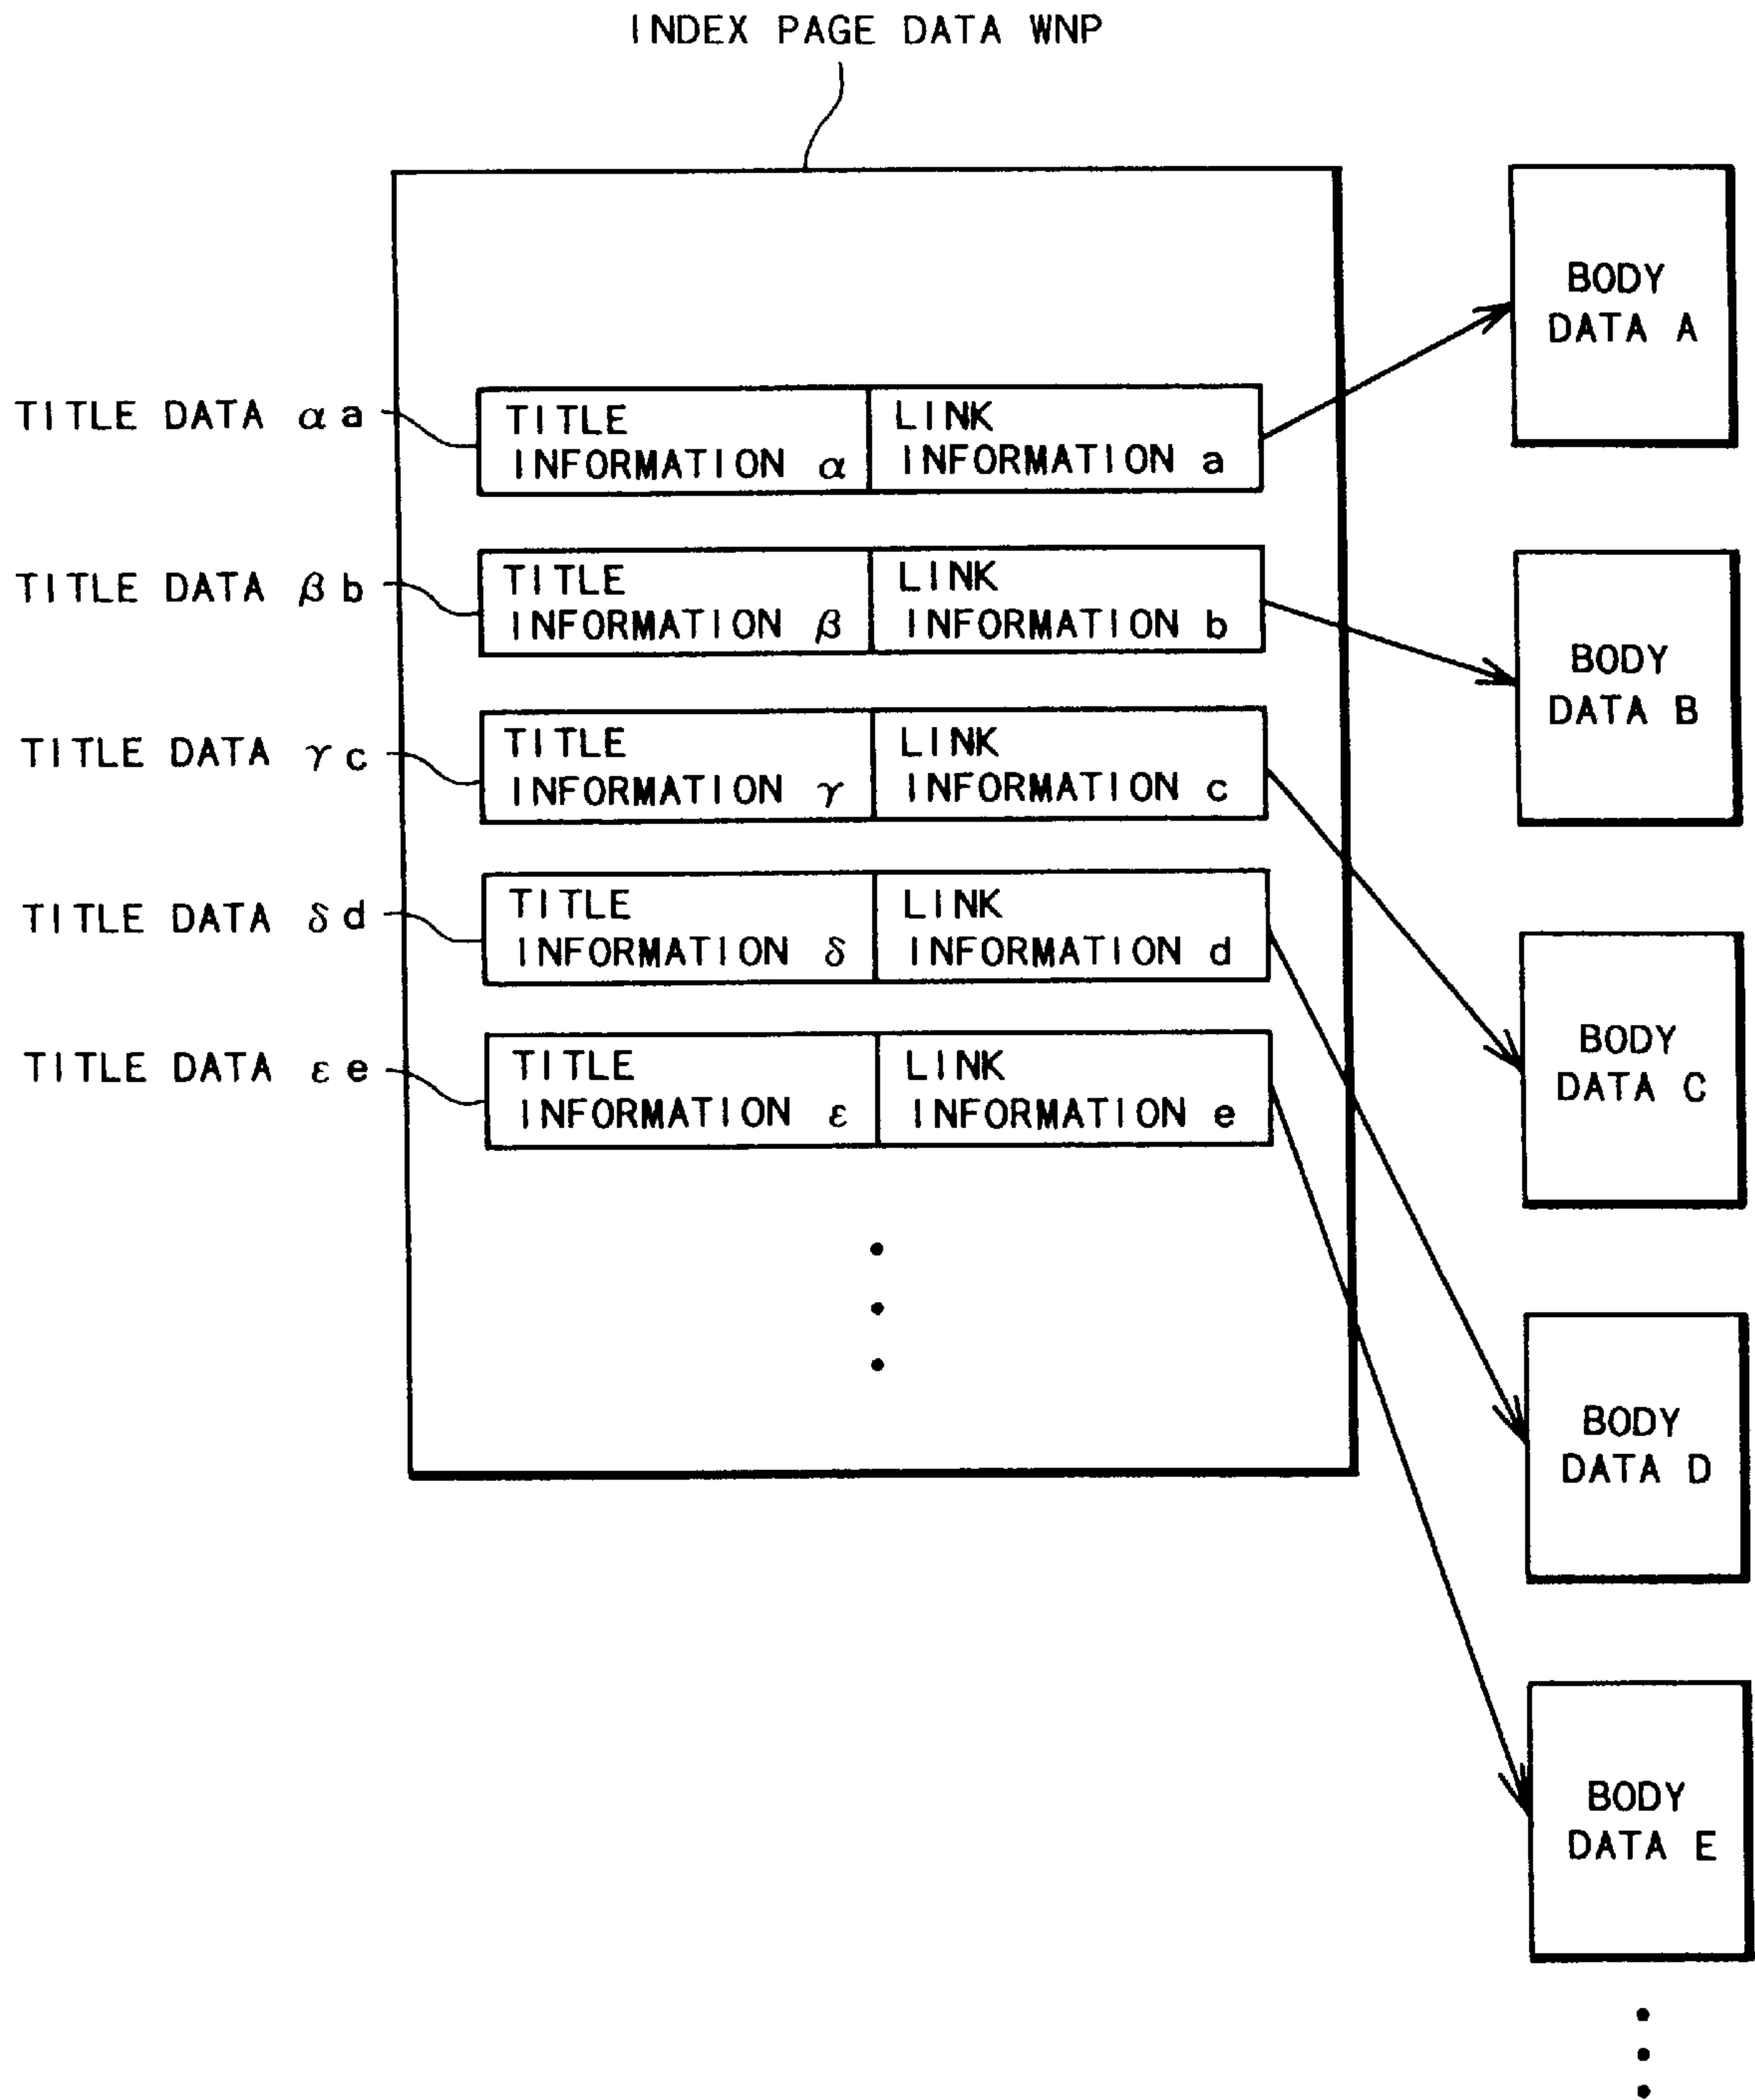 INDEX PAGE DATA WNP
TITLE DATA αa
TITLE
INFORMATION α
LINK
INFORMATION a
BODY
DATA A
TITLE DATA βb
TITLE
INFORMATION β
LINK
INFORMATION b
BODY
DATA B
TITLE DATA γc
TITLE
INFORMATION γ
LINK
INFORMATION c
BODY
DATA C
TITLE DATA δd
TITLE
INFORMATION δ
LINK
INFORMATION d
BODY
DATA D
TITLE DATA εe
TITLE
INFORMATION ε
LINK
INFORMATION e
BODY
DATA E